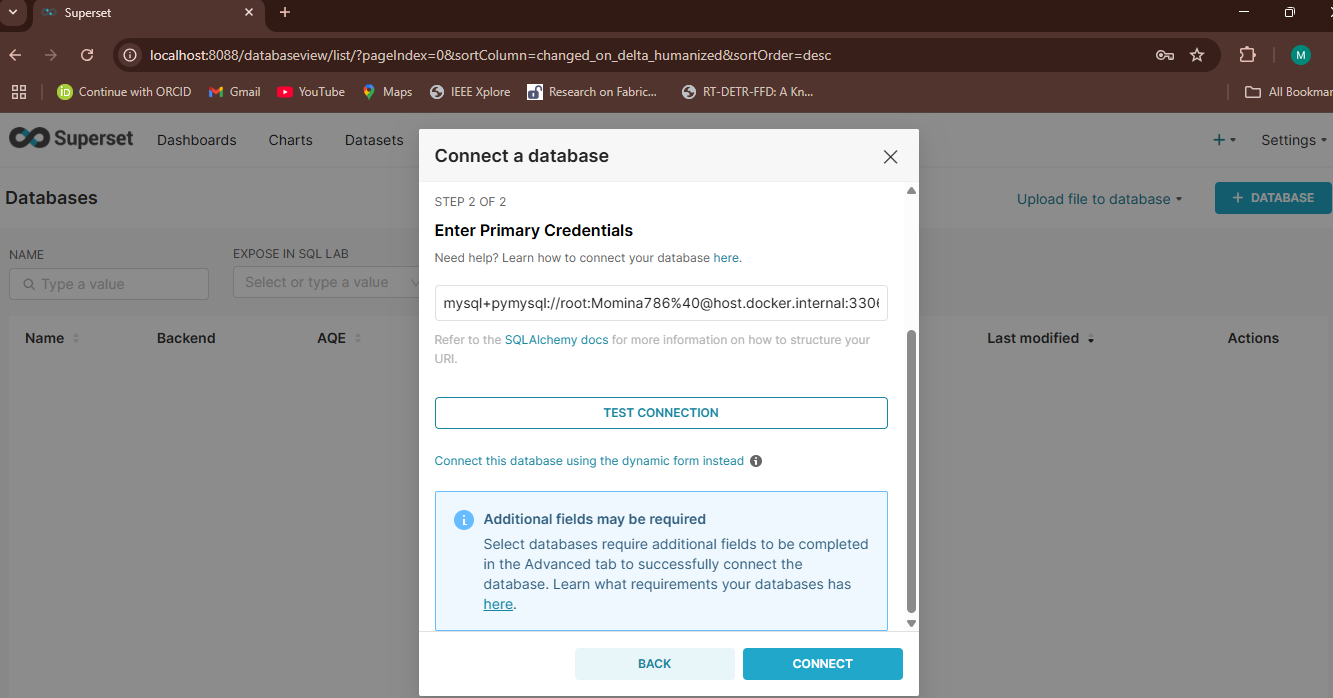 Superset
localhost:8088/databaseview/list/?pageIndex=0&sortColumn=changed_on_delta_humanized&sortOrder=desc
M
Continue with ORCID
Gmail
YouTube
Maps
IEEE Xplore
Research on Fabric...
RT-DETR-FFD: A Kn...
All Bookmar
Superset
Dashboards
Charts
Datasets
Settings
Databases
Upload file to database
+ DATABASE
NAME
Type a value
EXPOSE IN SQL LAB
Select or type a value
Name
Backend
AQE
Last modified
Actions
Connect a database
STEP 2 OF 2
Enter Primary Credentials
Need help? Learn how to connect your database here.
mysql+pymysql://root:Momina786%40@host.docker.internal:3306
Refer to the SQLAlchemy docs for more information on how to structure your
URI.
TEST CONNECTION
Connect this database using the dynamic form instead
Additional fields may be required
Select databases require additional fields to be completed
in the Advanced tab to successfully connect the
database. Learn what requirements your databases has
here.
BACK
CONNECT